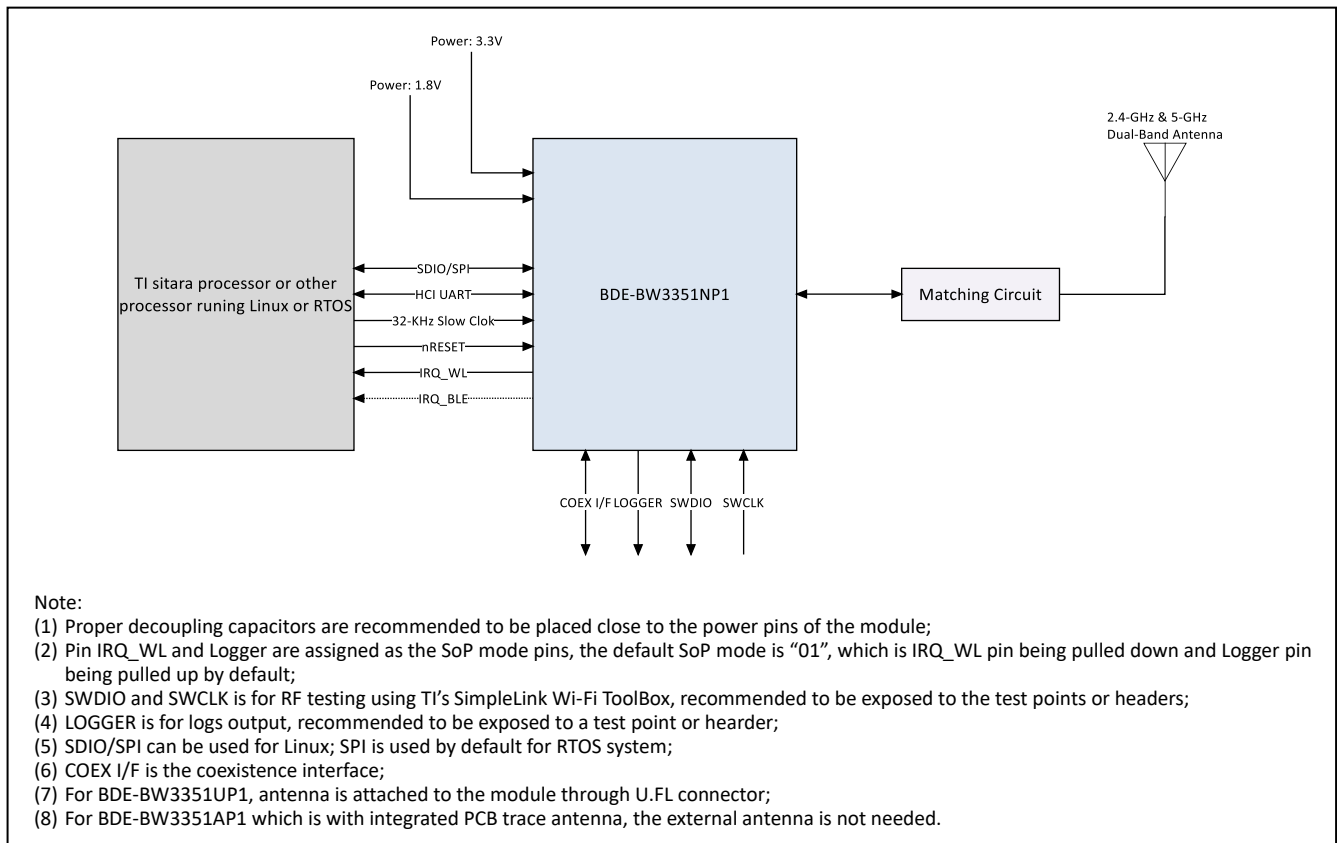 Power: 3.3V
Power: 1.8V
2.4-GHz & 5-GHz
Dual-Band Antenna
TI sitara processor or other
processor runing Linux or RTOS
SDIO/SPI
HCI UART
32-KHz Slow Clok
nRESET
IRQ_WL
IRQ_BLE
BDE-BW3351NP1
Matching Circuit
COEX I/F LOGGER SWDIO SWCLK
Note:
(1) Proper decoupling capacitors are recommended to be placed close to the power pins of the module;
(2) Pin IRQ_WL and Logger are assigned as the SoP mode pins, the default SoP mode is “01”, which is IRQ_WL pin being pulled down and Logger pin
being pulled up by default;
(3) SWDIO and SWCLK is for RF testing using TI’s SimpleLink Wi-Fi ToolBox, recommended to be exposed to the test points or headers;
(4) LOGGER is for logs output, recommended to be exposed to a test point or hearder;
(5) SDIO/SPI can be used for Linux; SPI is used by default for RTOS system;
(6) COEX I/F is the coexistence interface;
(7) For BDE-BW3351UP1, antenna is attached to the module through U.FL connector;
(8) For BDE-BW3351AP1 which is with integrated PCB trace antenna, the external antenna is not needed.